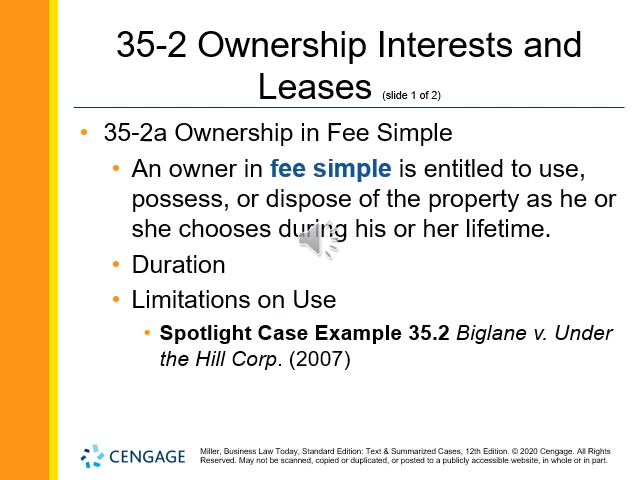 35-2 Ownership Interests and
Leases (slide 1 of 2)
• 35-2a Ownership in Fee Simple
• An owner in fee simple is entitled to use,
possess, or dispose of the property as he or
she chooses during his or her lifetime.
• Duration
• Limitations on Use
• Spotlight Case Example 35.2 Biglane v. Under
the Hill Corp. (2007)
CENGAGE
Miller, Business Law Today, Standard Edition: Text & Summarized Cases, 12th Edition. © 2020 Cengage. All Rights
Reserved. May not be scanned, copied or duplicated, or posted to a publicly accessible website, in whole or in part.